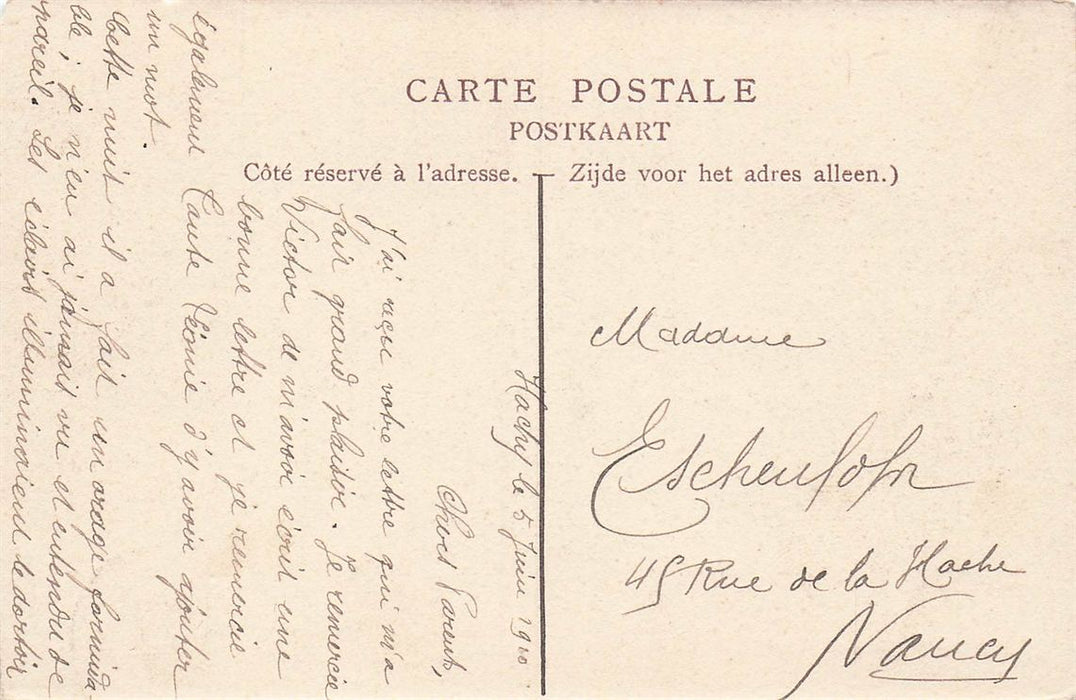 CARTE POSTALE
POSTKAART
Côté réservé à l'adresse. — Zijde voor het adres alleen.)
Hachy le 5 Juin 1910
Chers Parents,
J'ai reçu votre lettre qui m'a
fair grand plaisir. Je remercie
Victor de m'avoir écrit une
bonne lettre et je remercie
également Tante Léonie d'y avoir ajouter
un mot.
Cette nuit il a fait un orage formida
ble; je n'en ai jamais vu et entendu de
pareil. Les éclairs illuminaient le dortoir
Madame
Eschenlohr
45 Rue de la Hache
Nancy